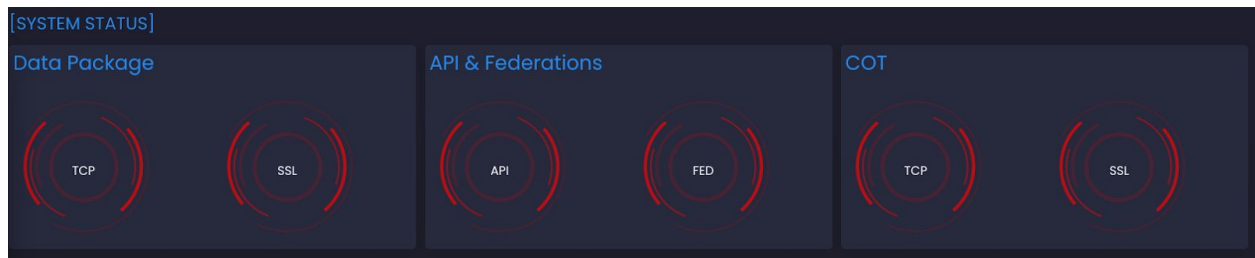 [SYSTEM STATUS]
Data Package
TCP
SSL
API & Federations
API
FED
COT
TCP
SSL